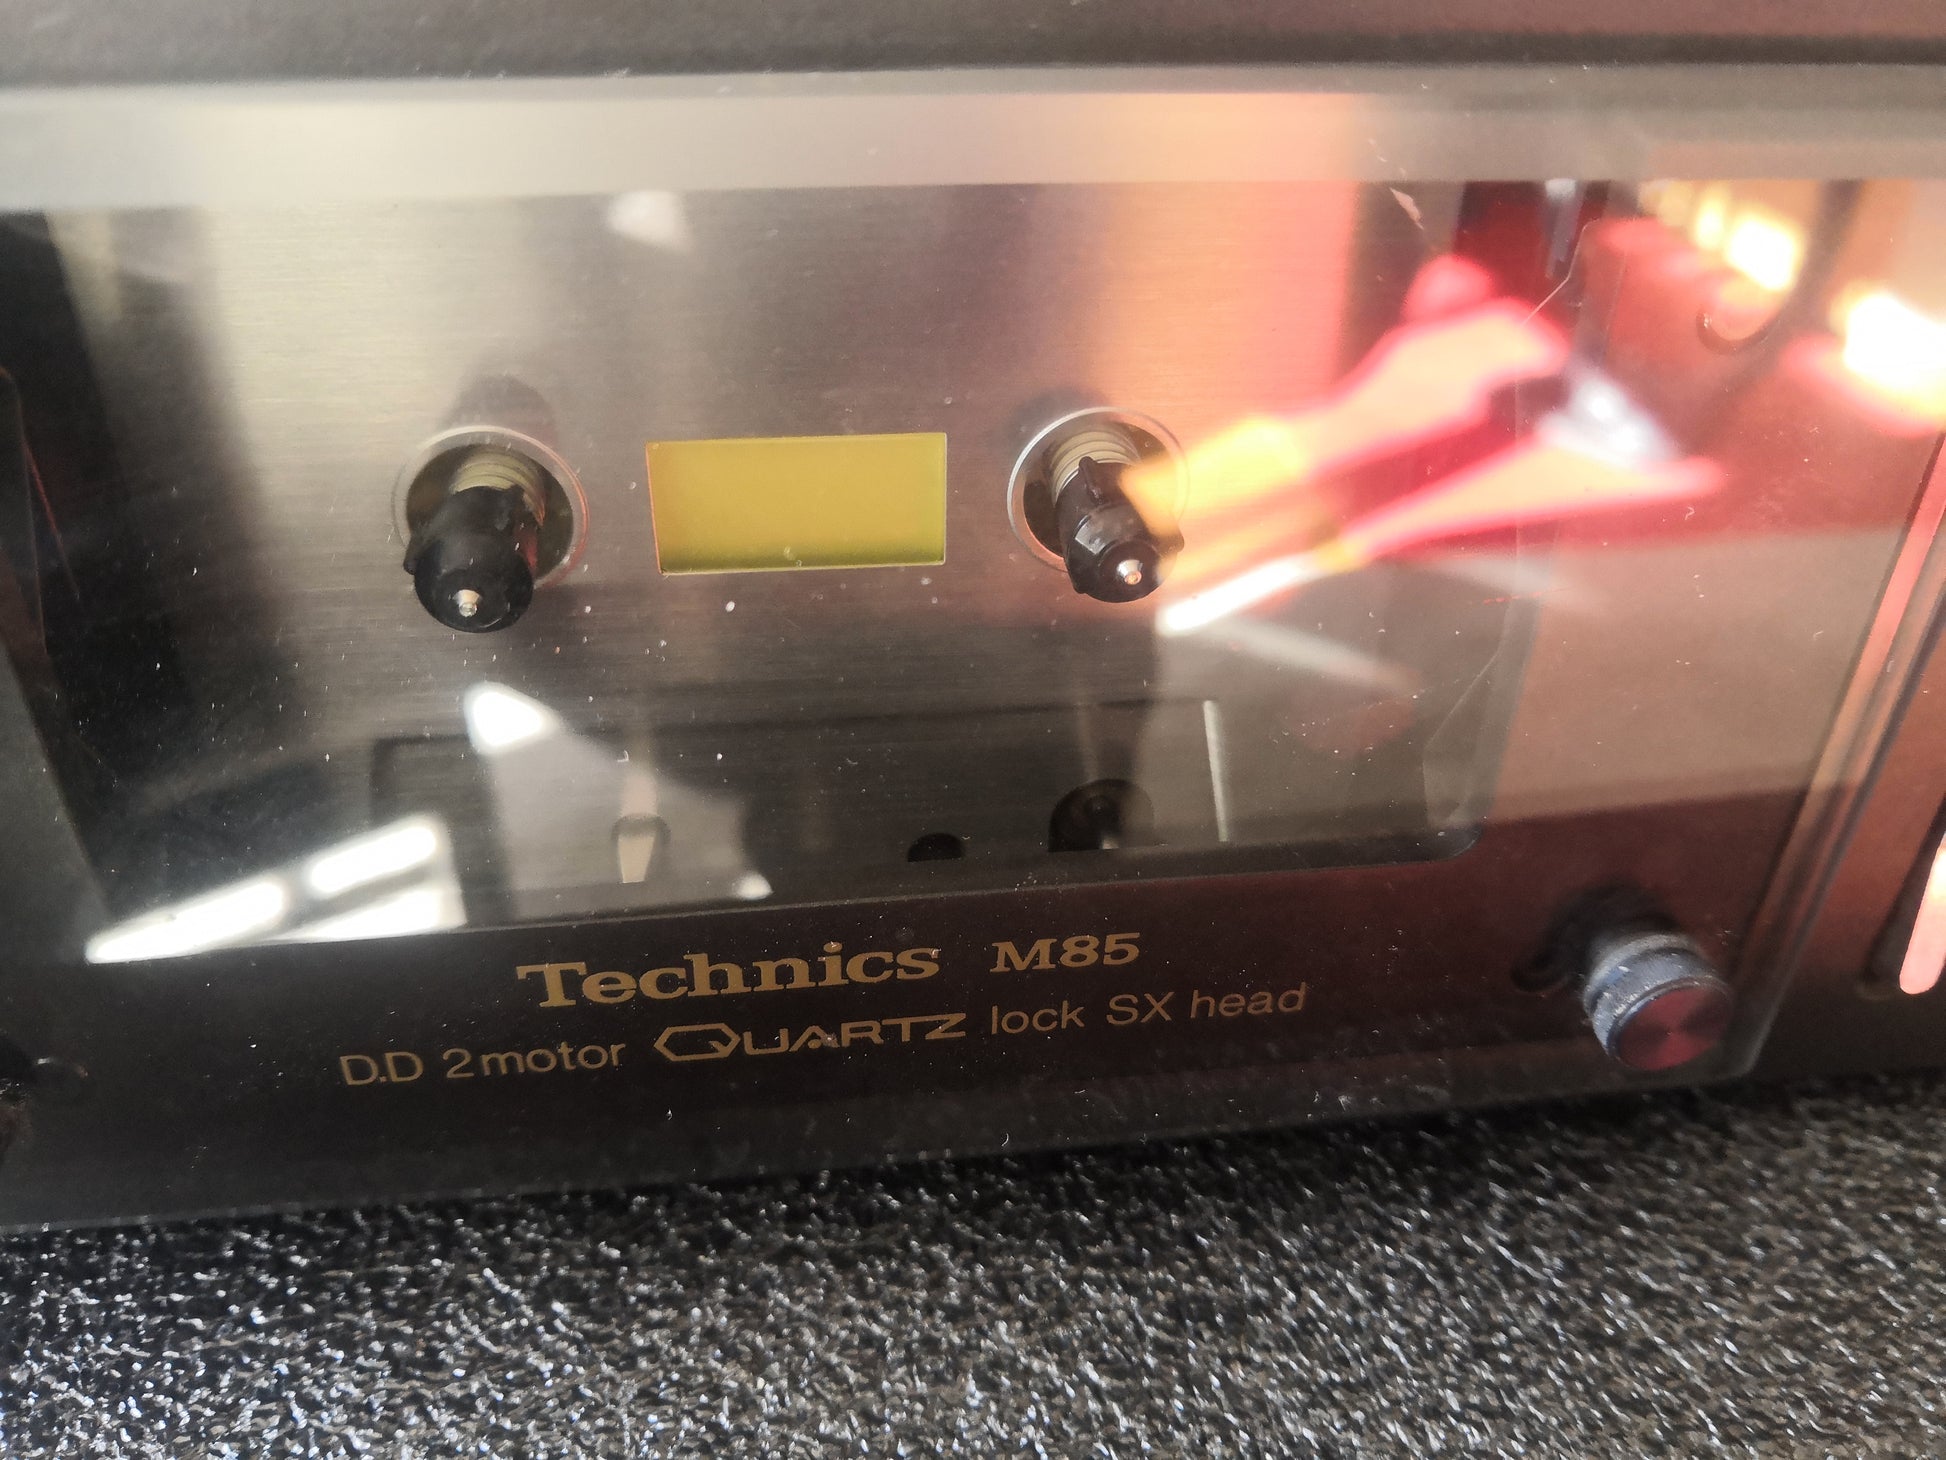 Technics M85
D.D 2motor QUARTZ lock SX head